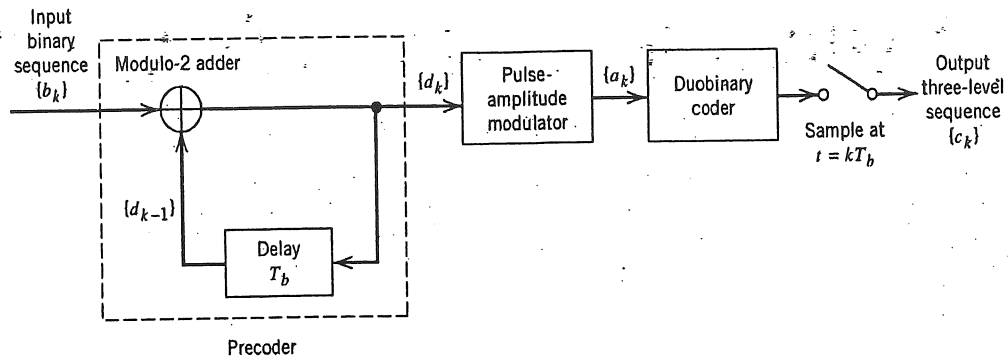 Input
binary
sequence
{b_k}
Modulo-2 adder
{d_k}
Pulse-
amplitude
modulator
{a_k}
Duobinary
coder
Sample at
t = kT_b
Output
three-level
sequence
{c_k}
{d_{k-1}}
Delay
T_b
Precoder